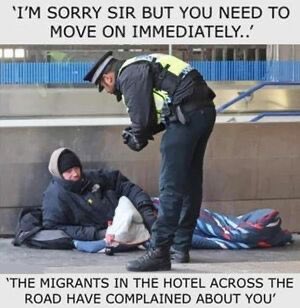 'I'M SORRY SIR BUT YOU NEED TO
MOVE ON IMMEDIATELY..'
'THE MIGRANTS IN THE HOTEL ACROSS THE
ROAD HAVE COMPLAINED ABOUT YOU'